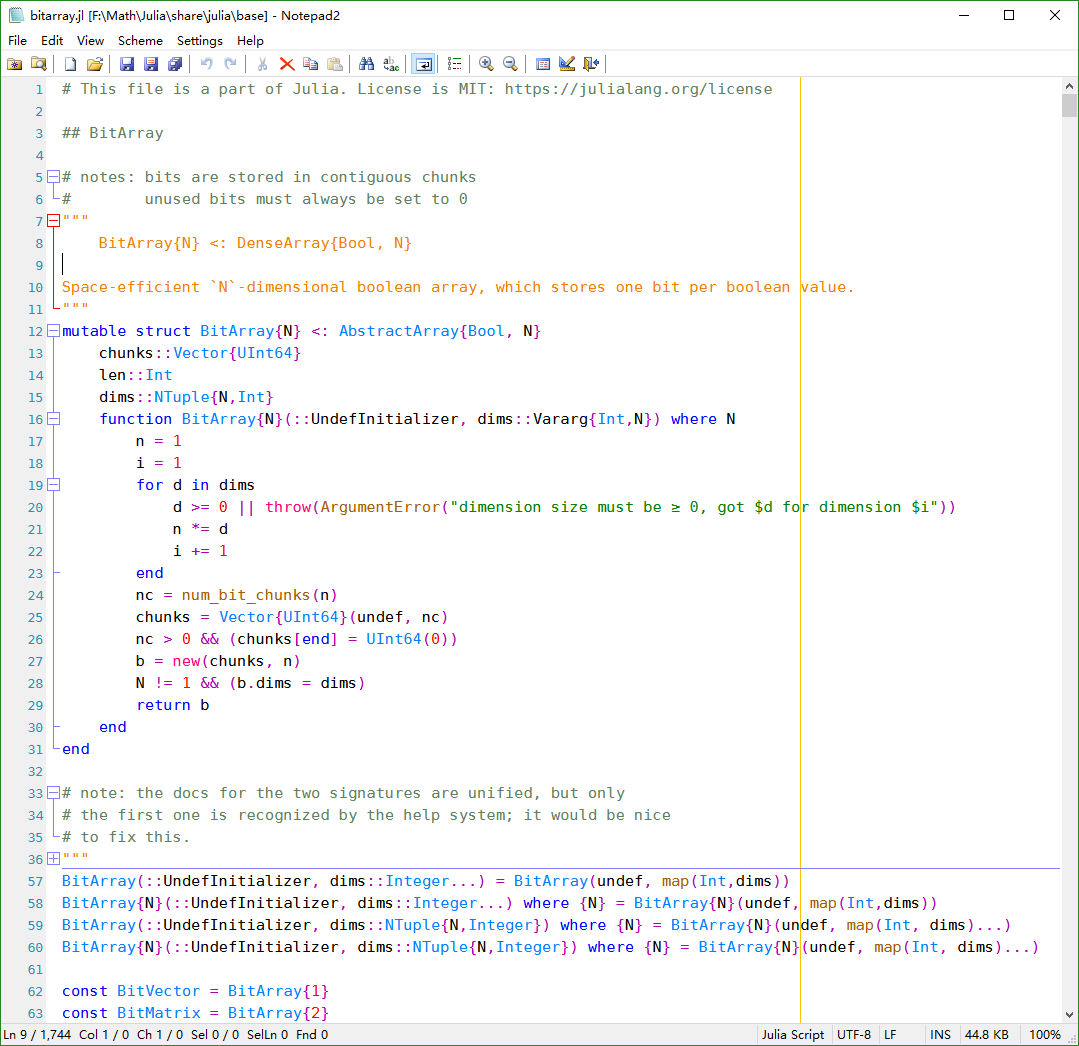 bitarray.jl [F:\Math\Julia\share\julia\base] - Notepad2
File Edit View Scheme Settings Help
1 # This file is a part of Julia. License is MIT: https://julialang.org/license
2
3 ## BitArray
4
5 # notes: bits are stored in contiguous chunks
6 #        unused bits must always be set to 0
7 """
8     BitArray{N} <: DenseArray{Bool, N}
9
10 Space-efficient `N`-dimensional boolean array, which stores one bit per boolean value.
11 """
12 mutable struct BitArray{N} <: AbstractArray{Bool, N}
13     chunks::Vector{UInt64}
14     len::Int
15     dims::NTuple{N,Int}
16     function BitArray{N}(::UndefInitializer, dims::Vararg{Int,N}) where N
17         n = 1
18         i = 1
19         for d in dims
20             d >= 0 || throw(ArgumentError("dimension size must be ≥ 0, got $d for dimension $i"))
21             n *= d
22             i += 1
23         end
24         nc = num_bit_chunks(n)
25         chunks = Vector{UInt64}(undef, nc)
26         nc > 0 && (chunks[end] = UInt64(0))
27         b = new(chunks, n)
28         N != 1 && (b.dims = dims)
29         return b
30     end
31 end
32
33 # note: the docs for the two signatures are unified, but only
34 # the first one is recognized by the help system; it would be nice
35 # to fix this.
36 """
57 BitArray(::UndefInitializer, dims::Integer...) = BitArray(undef, map(Int,dims))
58 BitArray{N}(::UndefInitializer, dims::Integer...) where {N} = BitArray{N}(undef, map(Int,dims))
59 BitArray(::UndefInitializer, dims::NTuple{N,Integer}) where {N} = BitArray{N}(undef, map(Int, dims)...)
60 BitArray{N}(::UndefInitializer, dims::NTuple{N,Integer}) where {N} = BitArray{N}(undef, map(Int, dims)...)
61
62 const BitVector = BitArray{1}
63 const BitMatrix = BitArray{2}
Ln 9 / 1,744 Col 1 / 0 Ch 1 / 0 Sel 0 / 0 SelLn 0 Fnd 0 Julia Script UTF-8 LF INS 44.8 KB 100%